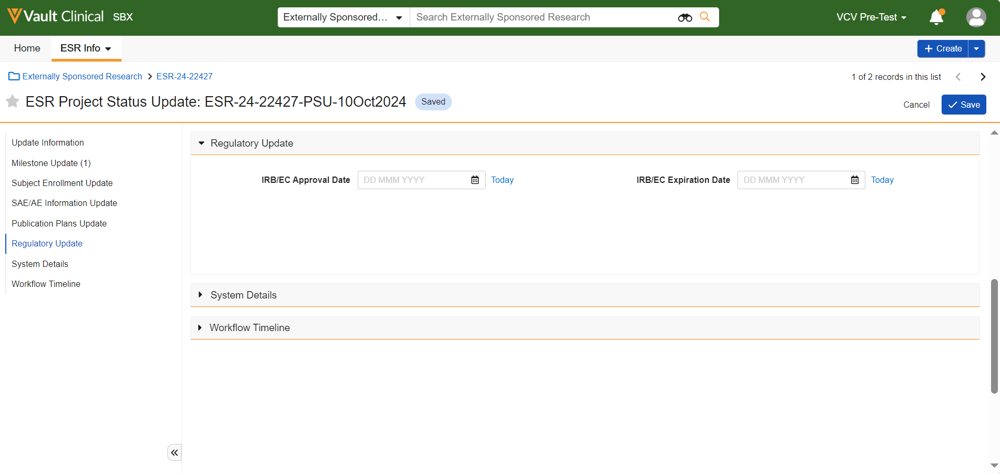 Vault Clinical SBX
Externally Sponsored... Search Externally Sponsored Research
VCV Pre-Test
Home ESR Info
+ Create
Externally Sponsored Research > ESR-24-22427
1 of 2 records in this list
ESR Project Status Update: ESR-24-22427-PSU-10Oct2024 Saved
Cancel Save
Update Information
Milestone Update (1)
Subject Enrollment Update
SAE/AE Information Update
Publication Plans Update
Regulatory Update
System Details
Workflow Timeline
Regulatory Update
IRB/EC Approval Date DD MMM YYYY Today
IRB/EC Expiration Date DD MMM YYYY Today
System Details
Workflow Timeline